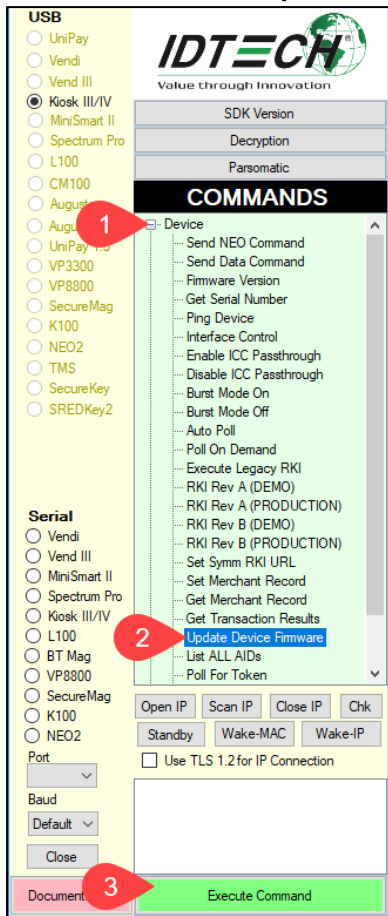 USB
UniPay
Vendi
Vend III
Kiosk III/IV
MiniSmart II
Spectrum Pro
L100
CM100
Augusta
UniPay 1.5
VP3300
VP8800
SecureMag
K100
NEO2
TMS
SecureKey
SREDKey2
Serial
Vendi
Vend III
MiniSmart II
Spectrum Pro
Kiosk III/IV
L100
BT Mag
VP8800
SecureMag
K100
NEO2
Port
Baud
Default
Close
Document
IDTECH®
Value through Innovation
SDK Version
Decryption
Parsomatic
COMMANDS
1
Device
Send NEO Command
Send Data Command
Firmware Version
Get Serial Number
Ping Device
Interface Control
Enable ICC Passthrough
Disable ICC Passthrough
Burst Mode On
Burst Mode Off
Auto Poll
Poll On Demand
Execute Legacy RKI
RKI Rev A (DEMO)
RKI Rev A (PRODUCTION)
RKI Rev B (DEMO)
RKI Rev B (PRODUCTION)
Set Symm RKI URL
Set Merchant Record
Get Merchant Record
Get Transaction Results
2
Update Device Firmware
List ALL AIDs
Poll For Token
Open IP Scan IP Close IP Chk
Standby Wake-MAC Wake-IP
Use TLS 1.2 for IP Connection
3
Execute Command